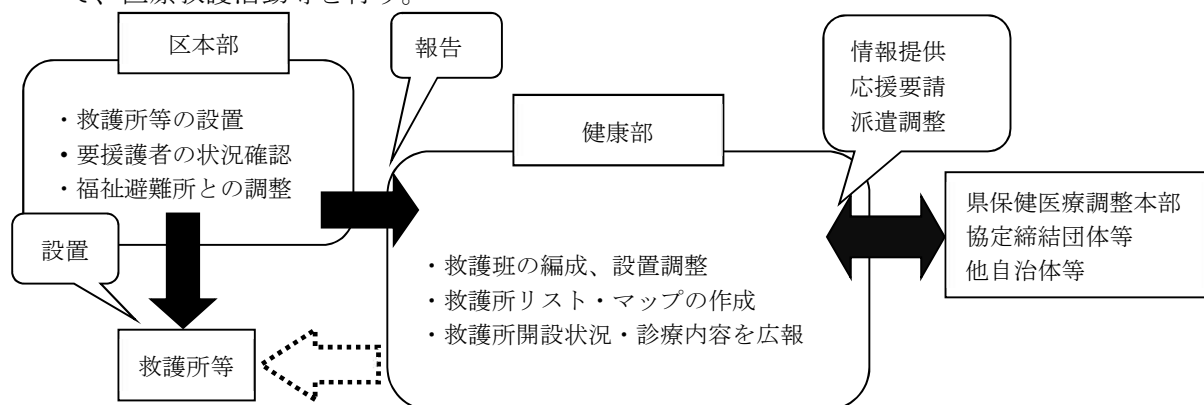 て、医療救護活動等を行う。
区本部
・救護所等の設置
・要援護者の状況確認
・福祉避難所との調整
報告
設置
救護所等
健康部
・救護班の編成、設置調整
・救護所リスト・マップの作成
・救護所開設状況・診療内容を広報
情報提供
応援要請
派遣調整
県保健医療調整本部
協定締結団体等
他自治体等